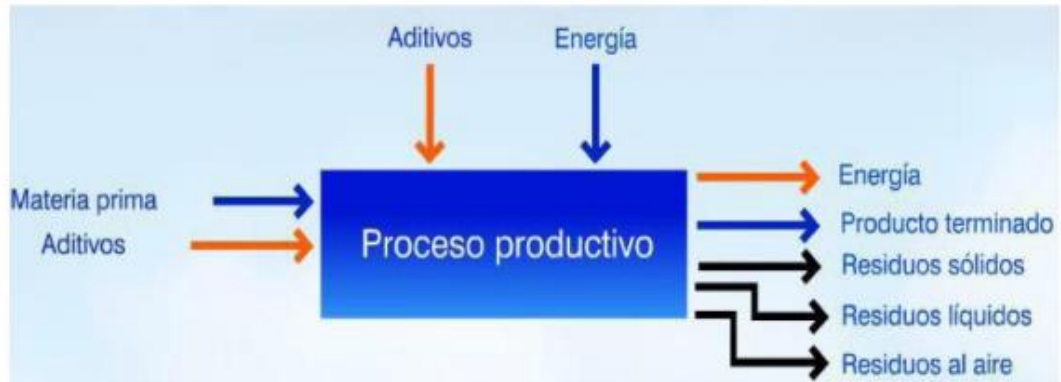 Aditivos
Energía
Materia prima
Aditivos
Proceso productivo
Energía
Producto terminado
Residuos sólidos
Residuos líquidos
Residuos al aire